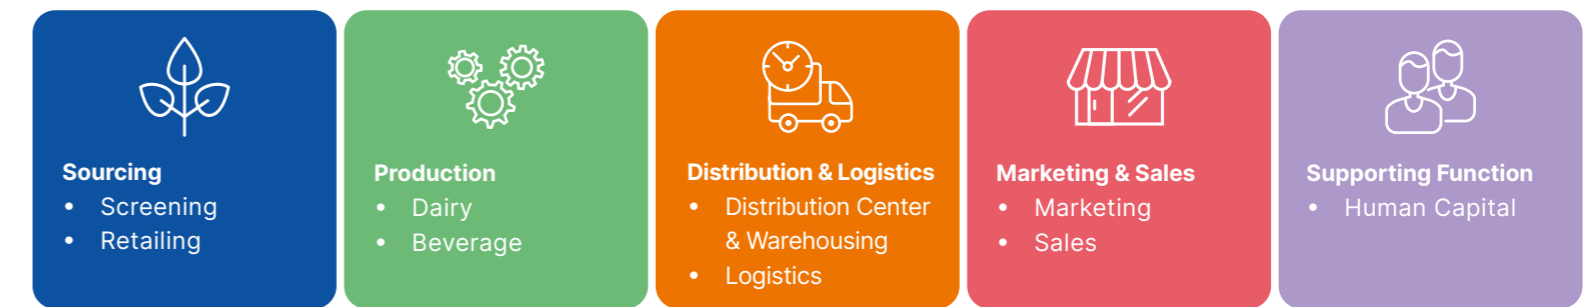 Sourcing
• Screening
• Retailing
Production
• Dairy
• Beverage
Distribution & Logistics
• Distribution Center
& Warehousing
• Logistics
Marketing & Sales
• Marketing
• Sales
Supporting Function
• Human Capital